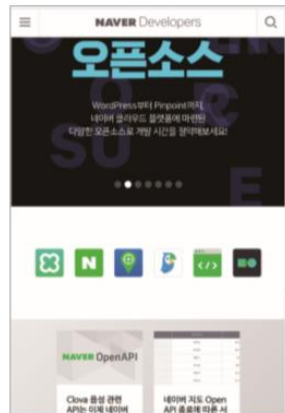 NAVER Developers
오픈소스
WordPress부터 Pinpoint까지,
네이버 클라우드 플랫폼에 마련된
다양한 오픈소스로 개발 시간을 절약해보세요!
N
</>
NAVER OpenAPI
Clova 음성 관련
API는 이제 네이버
네이버 지도 Open
API 종료에 따른 서